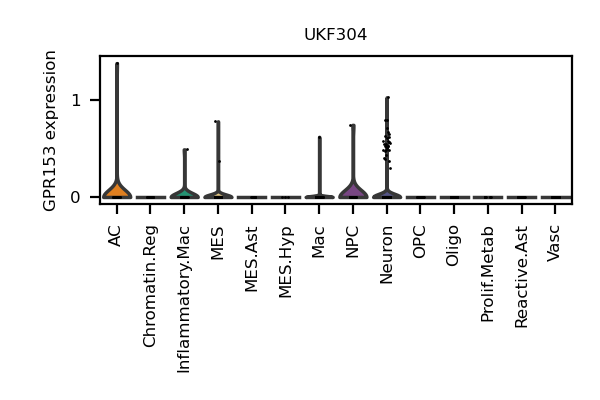 UKF304
GPR153 expression
1
0
AC
Chromatin.Reg
Inflammatory.Mac
MES
MES.Ast
MES.Hyp
Mac
NPC
Neuron
OPC
Oligo
Prolif.Metab
Reactive.Ast
Vasc